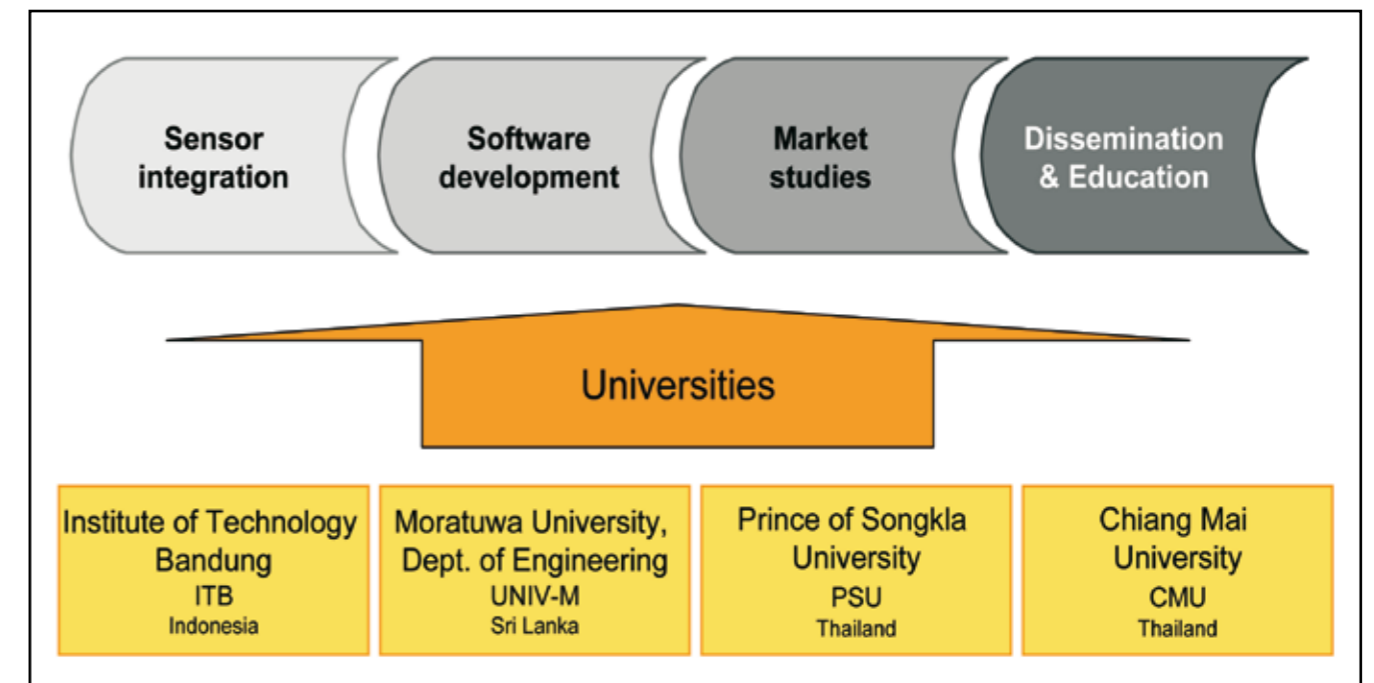 Sensor
integration
Software
development
Market
studies
Dissemination
& Education
Universities
Institute of Technology
Bandung
ITB
Indonesia
Moratuwa University,
Dept. of Engineering
UNIV-M
Sri Lanka
Prince of Songkla
University
PSU
Thailand
Chiang Mai
University
CMU
Thailand